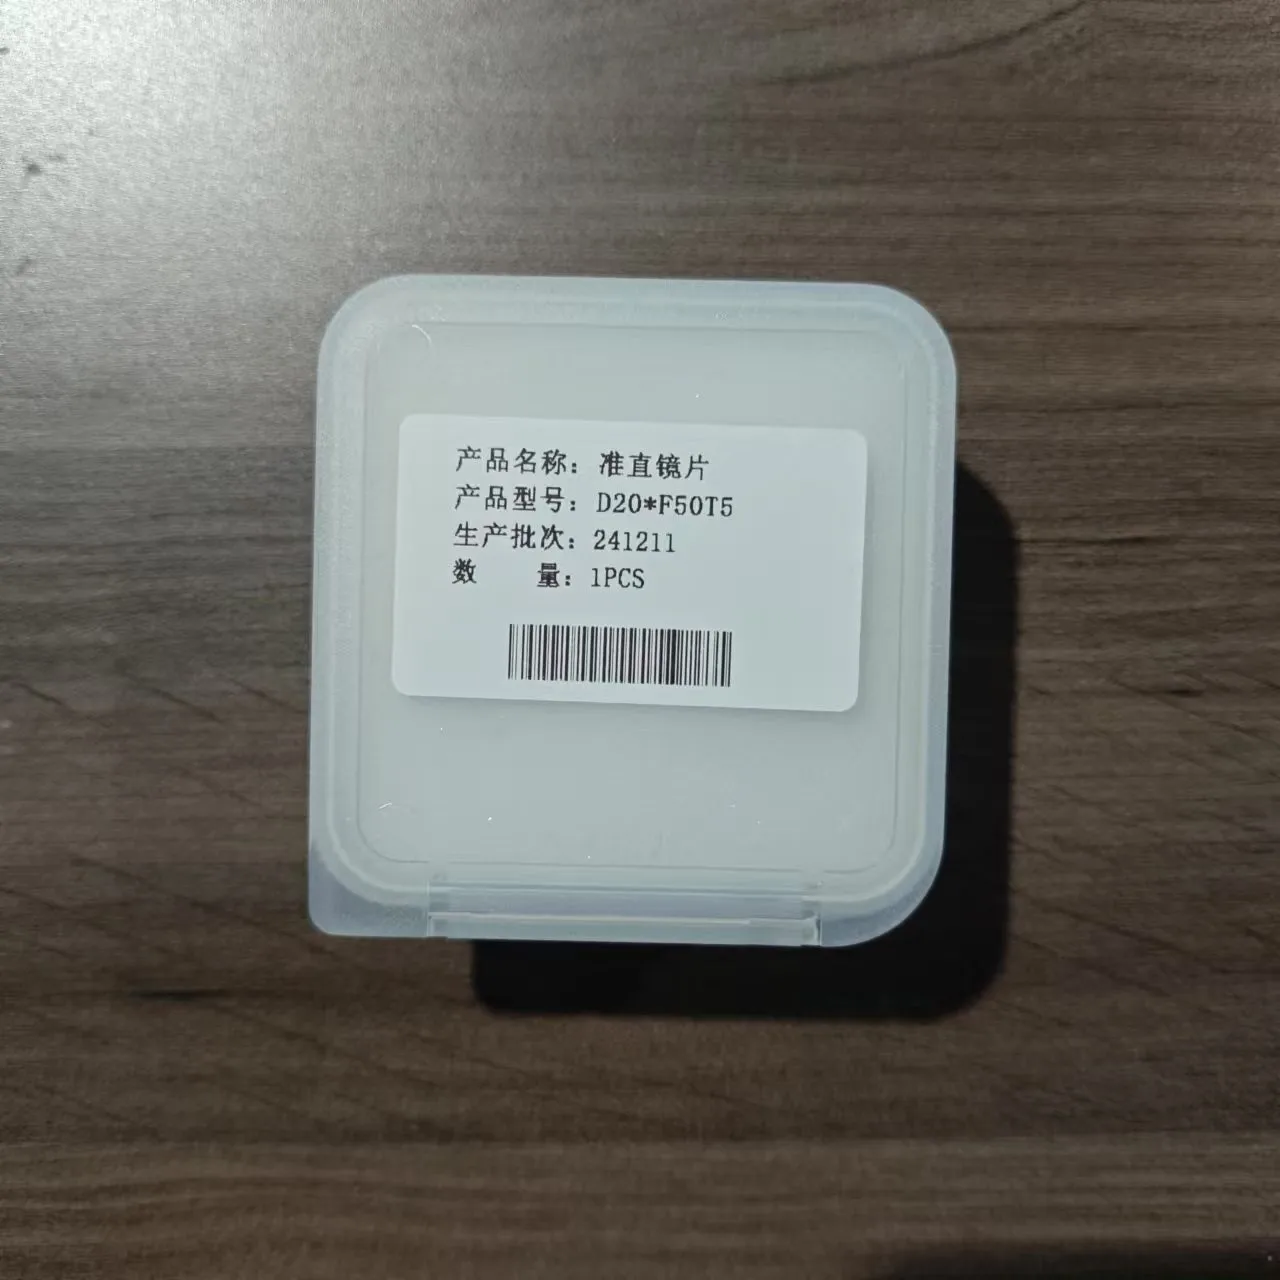 产品名称：准直镜片
产品型号：D20*F50T5
生产批次：241211
数　　量：1PCS